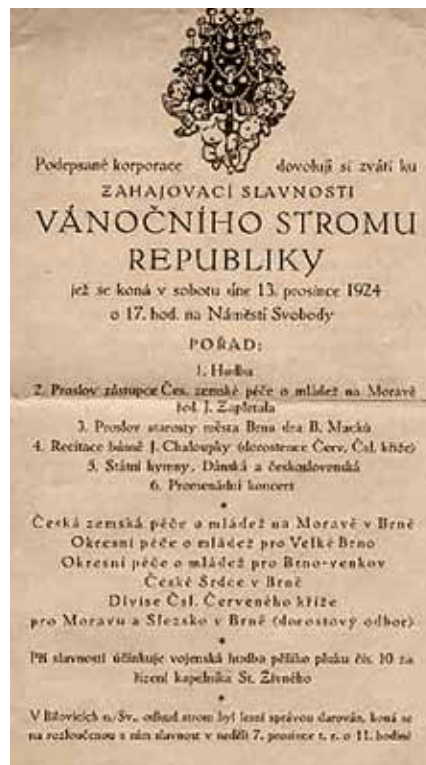 Podepsané korporace dovolují si zváti ku
ZAHAJOVACÍ SLAVNOSTI
VÁNOČNÍHO STROMU
REPUBLIKY
jež se koná v sobotu dne 13. prosince 1924
o 17. hod. na Náměstí Svobody
POŘAD:
1. Hudba
2. Proslov zástupce Čes. zemské péče o mládež na Moravě
řed. J. Zapletala
3. Proslov starosty města Brna dra B. Macků
4. Recitace básně J. Chaloupky (dorostenec Červ. Čsl. kříže)
5. Státní hymny, Dánská a československá
6. Promenádní koncert
Česká zemská péče o mládež na Moravě v Brně
Okresní péče o mládež pro Velké Brno
Okresní péče o mládež pro Brno-venkov
České Srdce v Brně
Divise Čsl. Červeného kříže
pro Moravu a Slezsko v Brně (dorostový odbor)
Při slavnosti účinkuje vojenská hudba pěšího pluku čís. 10 za
řízení kapelníka St. Živného
V Bílovicích n./Sv., odkud strom byl lesní správou darován, koná se
na rozloučenou s ním slavnost v neděli 7. prosince t. r. o 11. hodině